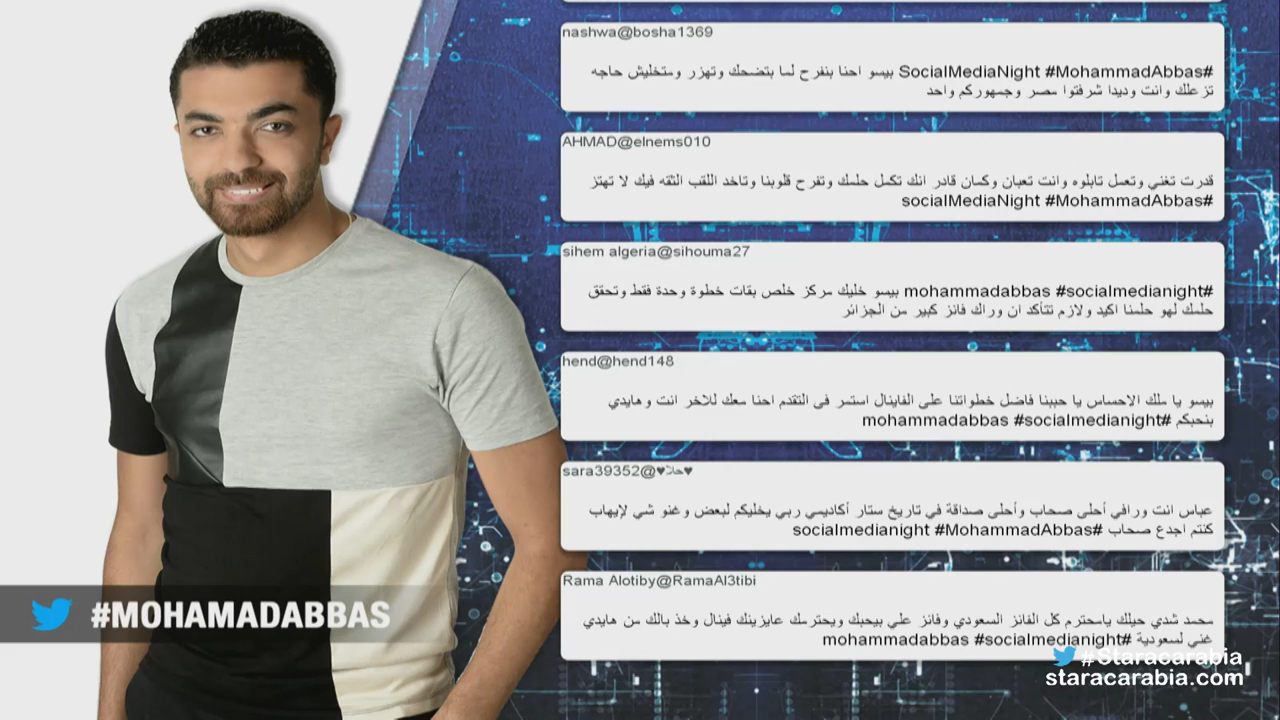 nashwa@bosha1369
#SocialMediaNight #MohammadAbbas بيسو احنا بنفرح لما بتضحك وتهزر ومتخليش حاجه
تزعلك وانت وديدا شرفتوا مصر وجمهوركم واحد
AHMAD@elnems010
قدرت تغني وتعمل تابلوه وانت تعبان وكمان قادر انك تكمل حلمك وتفرح قلوبنا وتاخد اللقب الثقه فيك لا تهتز
#socialMediaNight #MohammadAbbas
sihem algeria@sihouma27
#mohammadabbas #socialmedianight بيسو خليك مركز خلص بقات خطوة وحدة فقط وتحقق
حلمك لهو حلمنا اكيد ولازم تتأكد ان وراك فانز كبير من الجزائر
hend@hend148
بيسو يا ملك الاحساس يا حبيبنا فاضل خطواتنا على الفاينال استمر فى التقدم احنا معك للاخر انت وهايدي
بنحبكم #mohammadabbas #socialmedianight
sara39352@♥حلا♥
عباس انت ورافي أحلى صحاب وأحلى صداقة في تاريخ ستار أكاديمي ربي يخليكم لبعض وغنو شي لإيهاب
كنتم اجدع صحاب #socialmedianight #MohammadAbbas
Rama Alotiby@RamaAl3tibi
محمد شدي حيلك ياسحترم كل الفانز السعودي وفانز علي بيحبك ويحترمك عايزينك فينال وخذ بالك من هايدي
غني لسعودية #mohammadabbas #socialmedianight
#MOHAMADABBAS
#Staracarabia
staracarabia.com